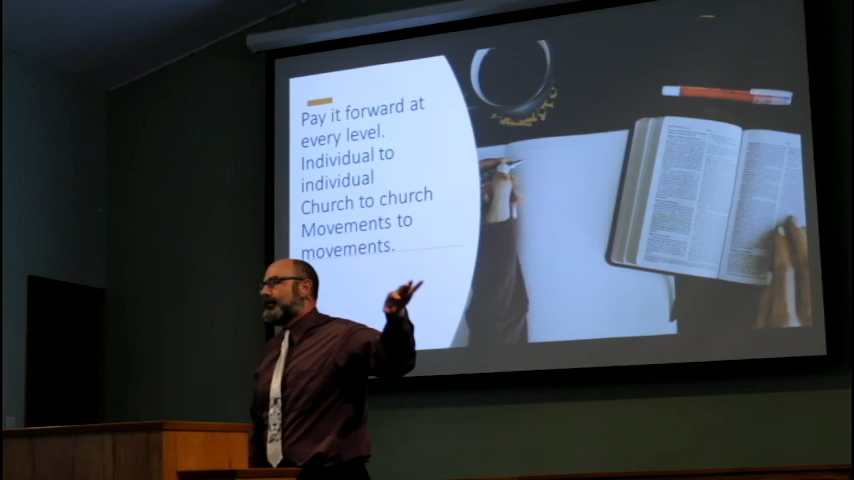 Pay it forward at
every level.
Individual to
individual
Church to church
Movements to
movements.